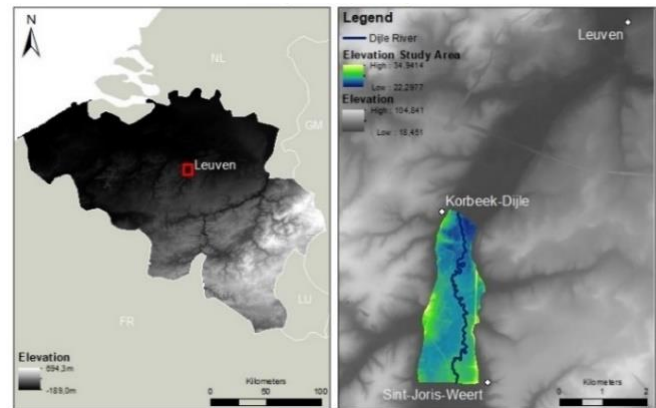 N
NL
GM
Leuven
FR
LU
Elevation
694,3m
-189,0m
Kilometers
0 50 100
Legend
Dijle River
Elevation Study Area
High : 34.9414
Low : 22.2977
Elevation
High : 104,841
Low : 18,451
Leuven
Korbeek-Dijle
Kilometers
0 1 2
Sint-Joris-Weert